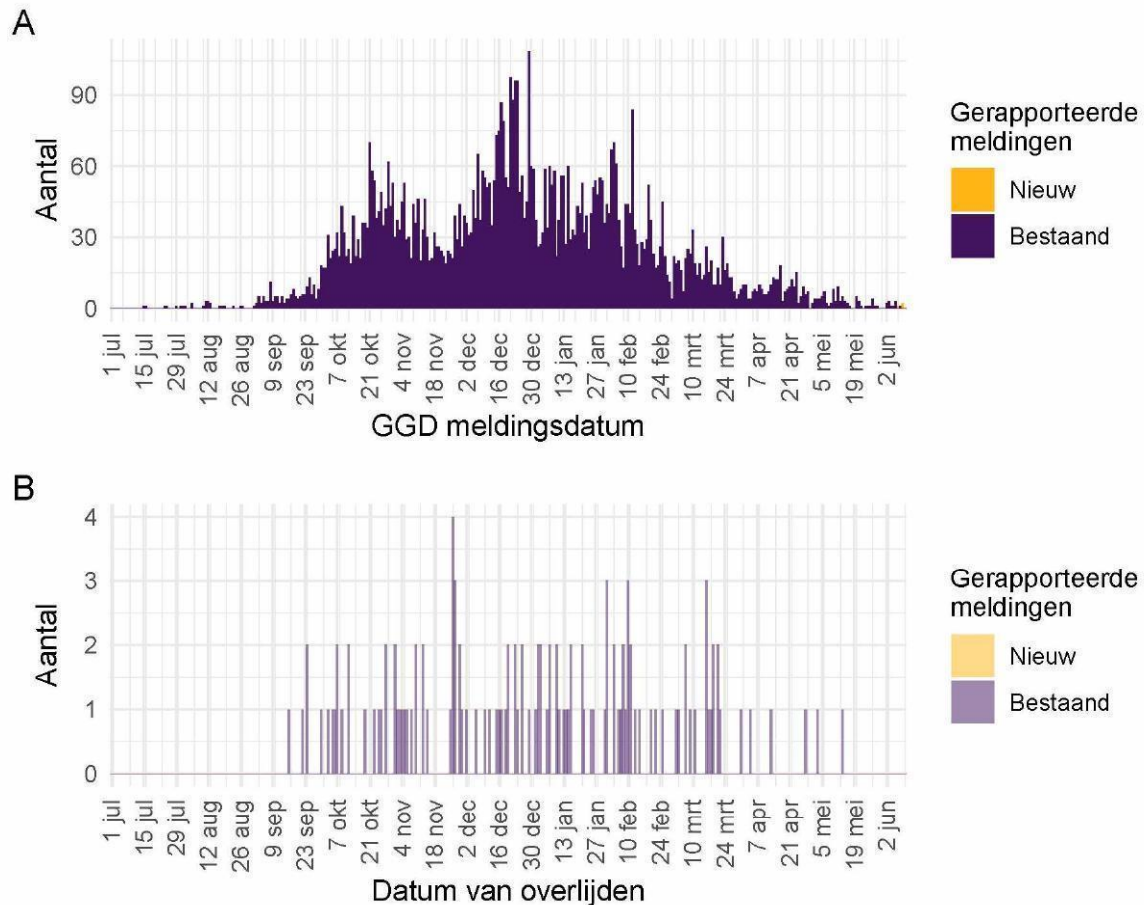 A
Aantal
90
60
30
0
1 jul
15 jul
29 jul
12 aug
26 aug
9 sep
23 sep
7 okt
21 okt
4 nov
18 nov
2 dec
16 dec
30 dec
13 jan
27 jan
10 feb
24 feb
10 mrt
24 mrt
7 apr
21 apr
5 mei
19 mei
2 jun
GGD meldingsdatum
Gerapporteerde
meldingen
Nieuw
Bestaand
B
Aantal
4
3
2
1
0
1 jul
15 jul
29 jul
12 aug
26 aug
9 sep
23 sep
7 okt
21 okt
4 nov
18 nov
2 dec
16 dec
30 dec
13 jan
27 jan
10 feb
24 feb
10 mrt
24 mrt
7 apr
21 apr
5 mei
19 mei
2 jun
Datum van overlijden
Gerapporteerde
meldingen
Nieuw
Bestaand